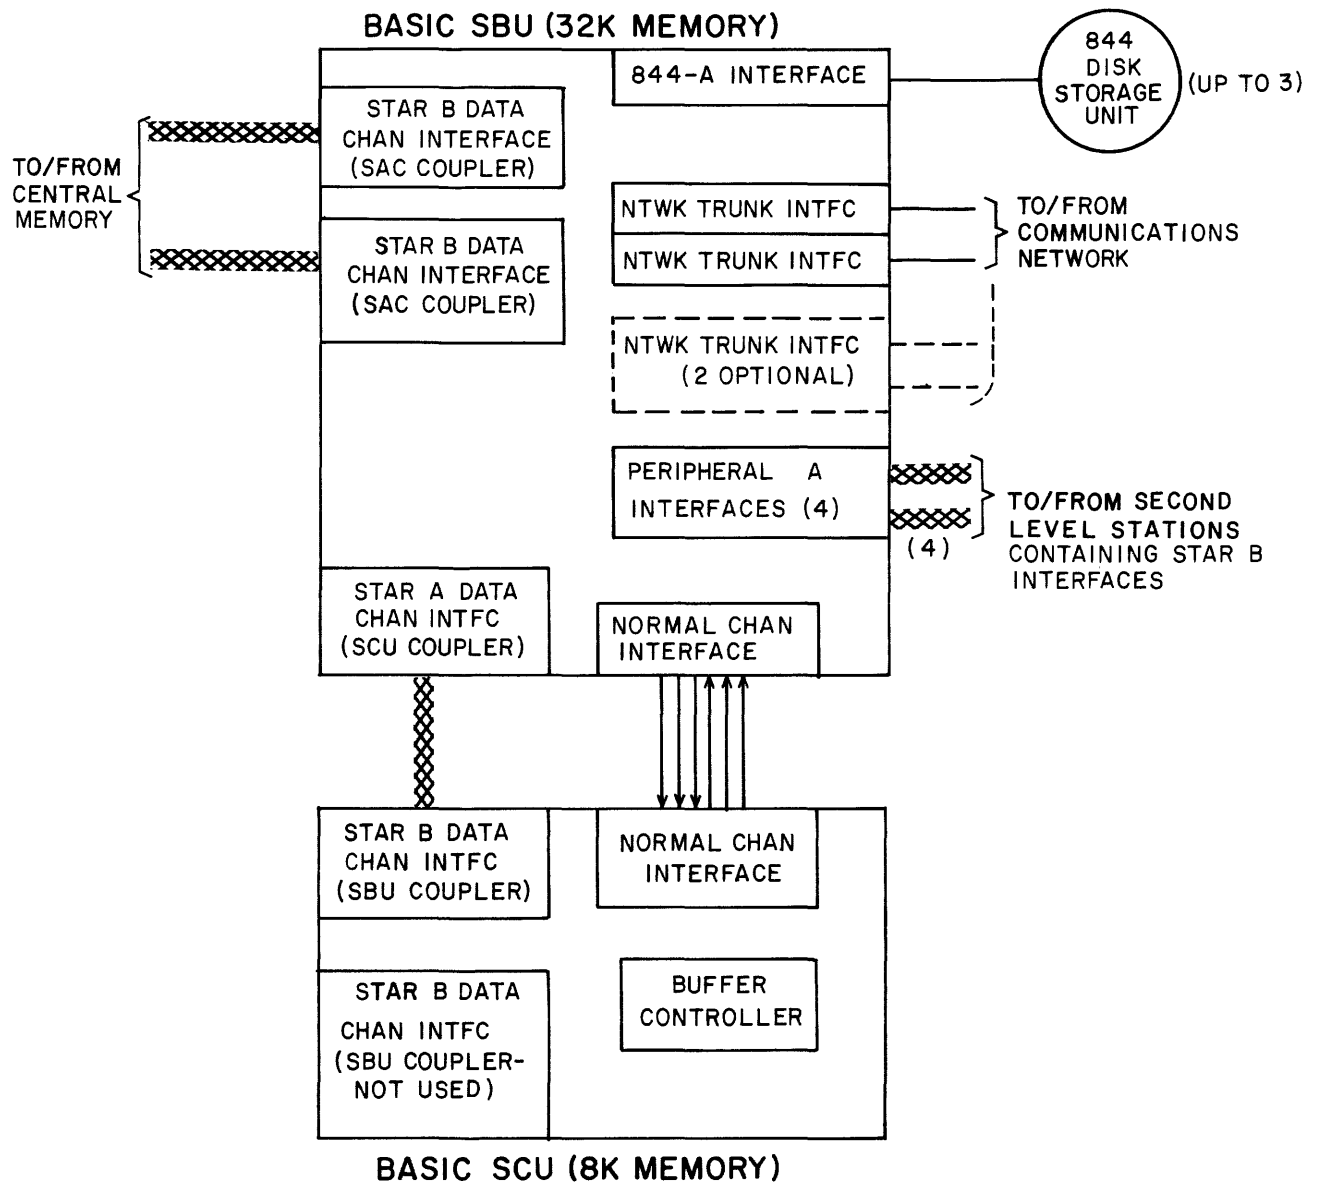 BASIC SBU (32K MEMORY)
844-A INTERFACE
844
DISK
STORAGE
UNIT
(UP TO 3)
STAR B DATA
CHAN INTERFACE
(SAC COUPLER)
TO/FROM
CENTRAL
MEMORY
STAR B DATA
CHAN INTERFACE
(SAC COUPLER)
NTWK TRUNK INTFC
NTWK TRUNK INTFC
TO/FROM
COMMUNICATIONS
NETWORK
NTWK TRUNK INTFC
(2 OPTIONAL)
PERIPHERAL A
INTERFACES (4)
(4)
TO/FROM SECOND
LEVEL STATIONS
CONTAINING STAR B
INTERFACES
STAR A DATA
CHAN INTFC
(SCU COUPLER)
NORMAL CHAN
INTERFACE
STAR B DATA
CHAN INTFC
(SBU COUPLER)
NORMAL CHAN
INTERFACE
STAR B DATA
CHAN INTFC
(SBU COUPLER-
NOT USED)
BUFFER
CONTROLLER
BASIC SCU (8K MEMORY)